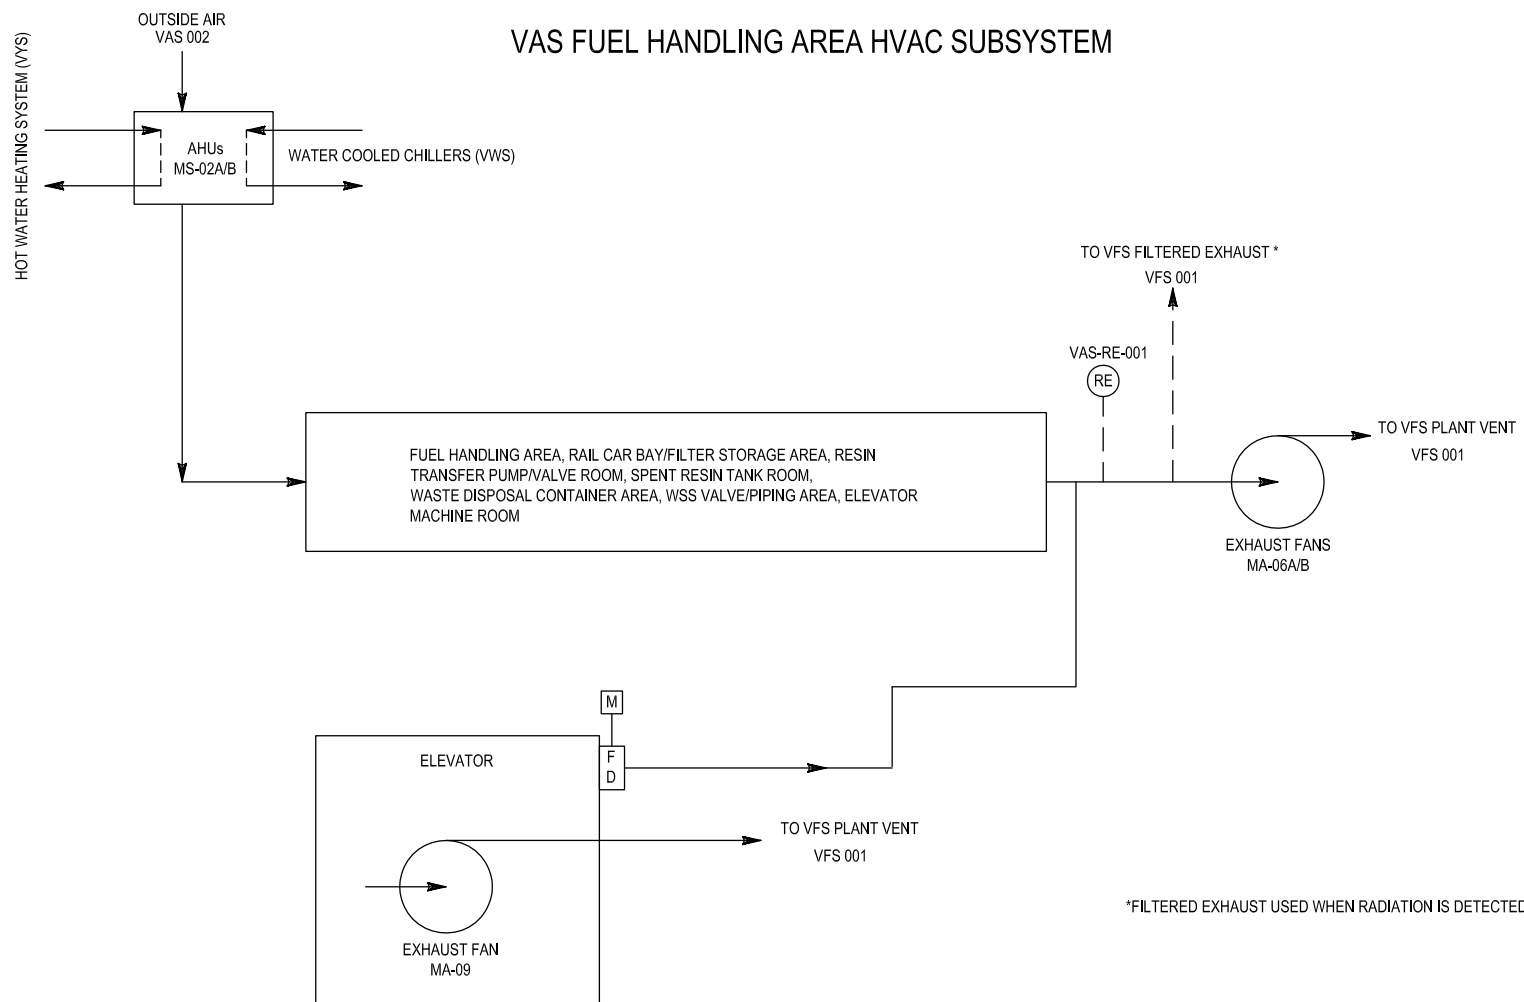 VAS FUEL HANDLING AREA HVAC SUBSYSTEM
OUTSIDE AIR
VAS 002
HOT WATER HEATING SYSTEM (VYS)
AHUs
MS-02A/B
WATER COOLED CHILLERS (VWS)
TO VFS FILTERED EXHAUST *
VFS 001
VAS-RE-001
RE
TO VFS PLANT VENT
VFS 001
FUEL HANDLING AREA, RAIL CAR BAY/FILTER STORAGE AREA, RESIN
TRANSFER PUMP/VALVE ROOM, SPENT RESIN TANK ROOM,
WASTE DISPOSAL CONTAINER AREA, WSS VALVE/PIPING AREA, ELEVATOR
MACHINE ROOM
EXHAUST FANS
MA-06A/B
M
F
D
ELEVATOR
TO VFS PLANT VENT
VFS 001
EXHAUST FAN
MA-09
*FILTERED EXHAUST USED WHEN RADIATION IS DETECTED